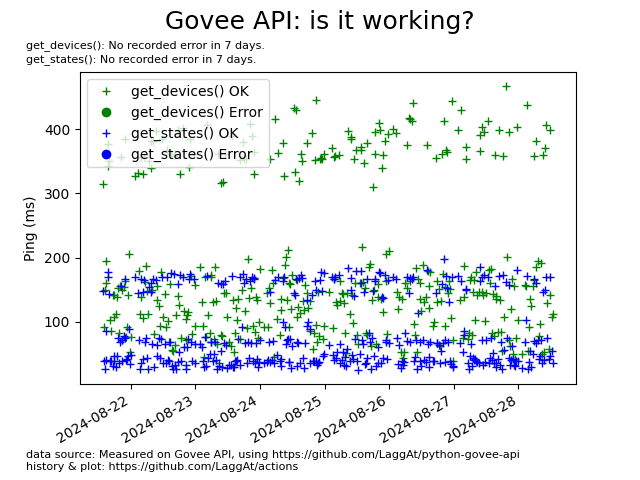 Govee API: is it working?
get_devices(): No recorded error in 7 days.
get_states(): No recorded error in 7 days.
get_devices() OK
get_devices() Error
get_states() OK
get_states() Error
Ping (ms)
400
300
200
100
2024-08-22
2024-08-23
2024-08-24
2024-08-25
2024-08-26
2024-08-27
2024-08-28
data source: Measured on Govee API, using https://github.com/LaggAt/python-govee-api
history & plot: https://github.com/LaggAt/actions